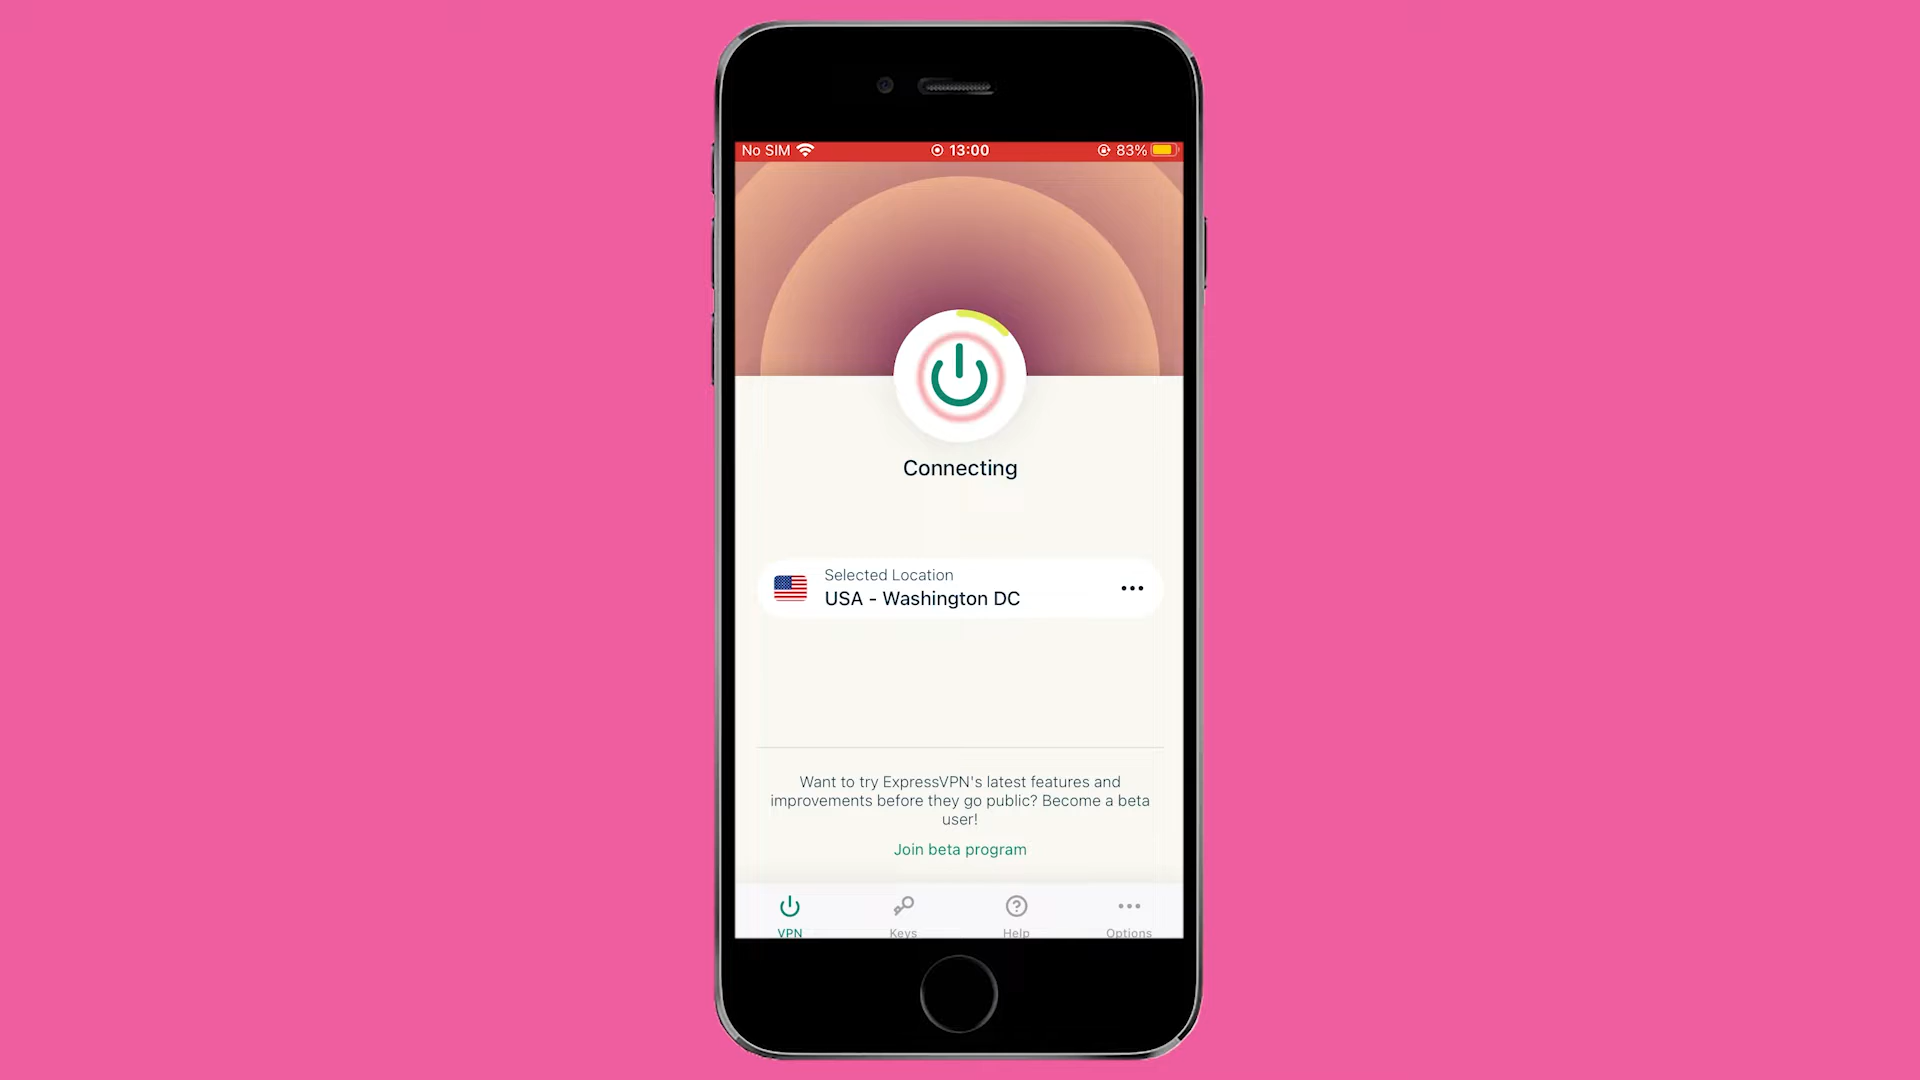 No SIM 13:00 83%
Connecting
Selected Location
USA - Washington DC
Want to try ExpressVPN's latest features and
improvements before they go public? Become a beta
user!
Join beta program
VPN Keys Help Options